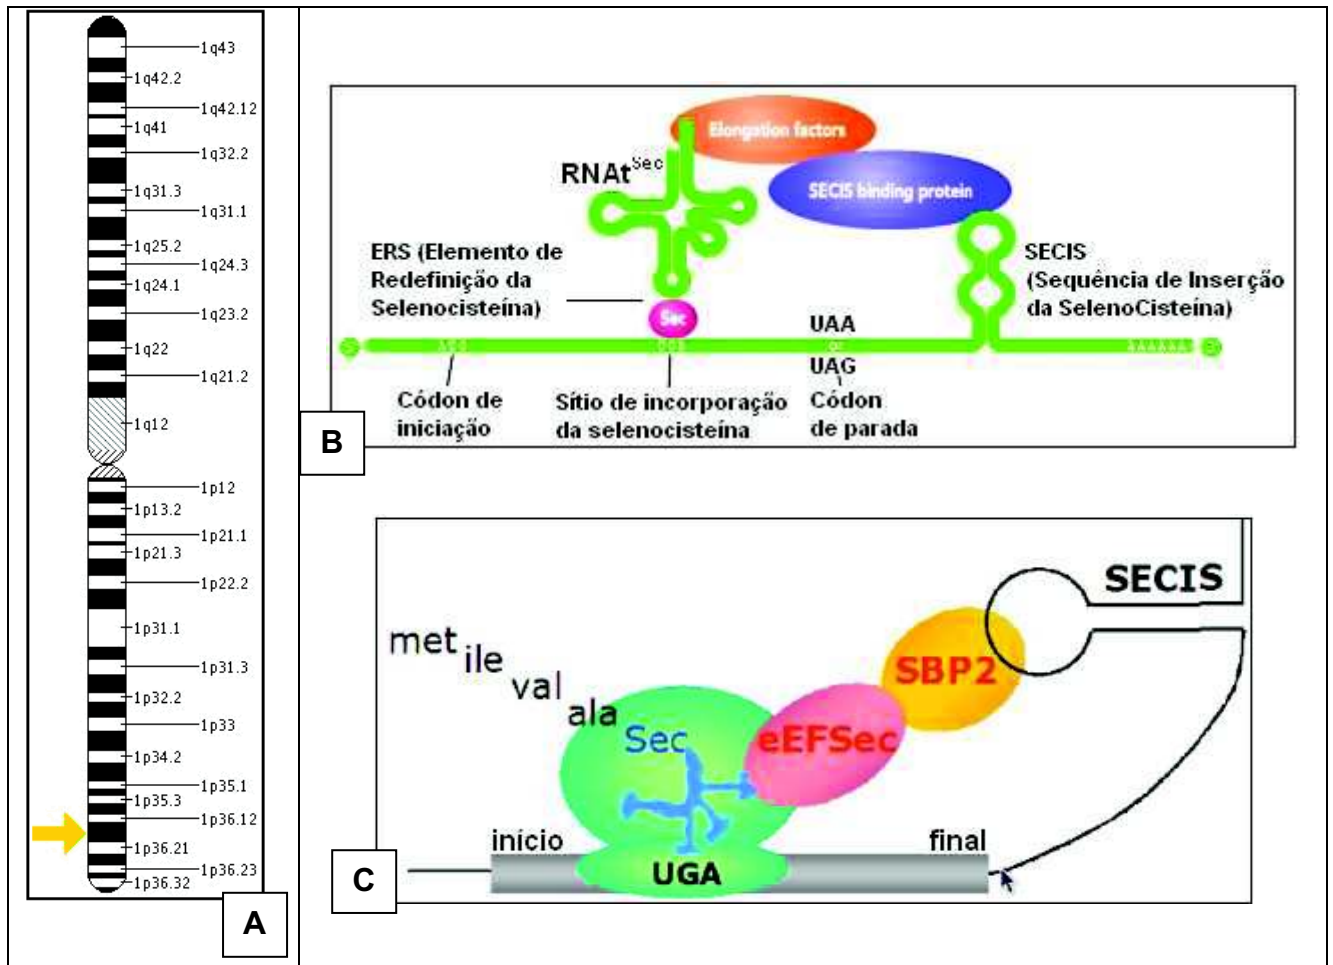 1q43
1q42.2
1q42.12
1q41
1q32.2
1q31.3
1q31.1
1q25.2
1q24.3
1q24.1
1q23.2
1q22
1q21.2
1q12
1p12
1p13.2
1p21.1
1p21.3
1p22.2
1p31.1
1p31.3
1p32.2
1p33
1p34.2
1p35.1
1p35.3
1p36.12
1p36.21
1p36.23
1p36.32
A
Elongation factors
RNAt^Sec
SECIS binding protein
ERS (Elemento de
Redefinição da
Selenocisteína)
SECIS
(Sequência de Inserção
da SelenoCisteína)
Sec
UAA
or
UAG
AAAAAA
Códon de
iniciação
Sítio de incorporação
da selenocisteína
Códon
de parada
B
SECIS
met
ile
val
ala
Sec
eEFSec
SBP2
início
final
UGA
C